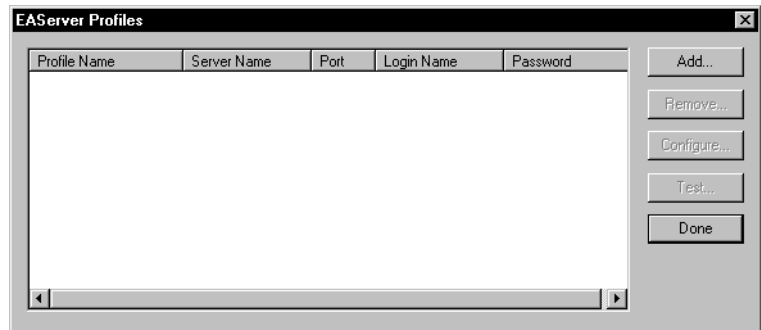 EAServer Profiles
Profile Name Server Name Port Login Name Password
Add...
Remove...
Configure...
Test...
Done